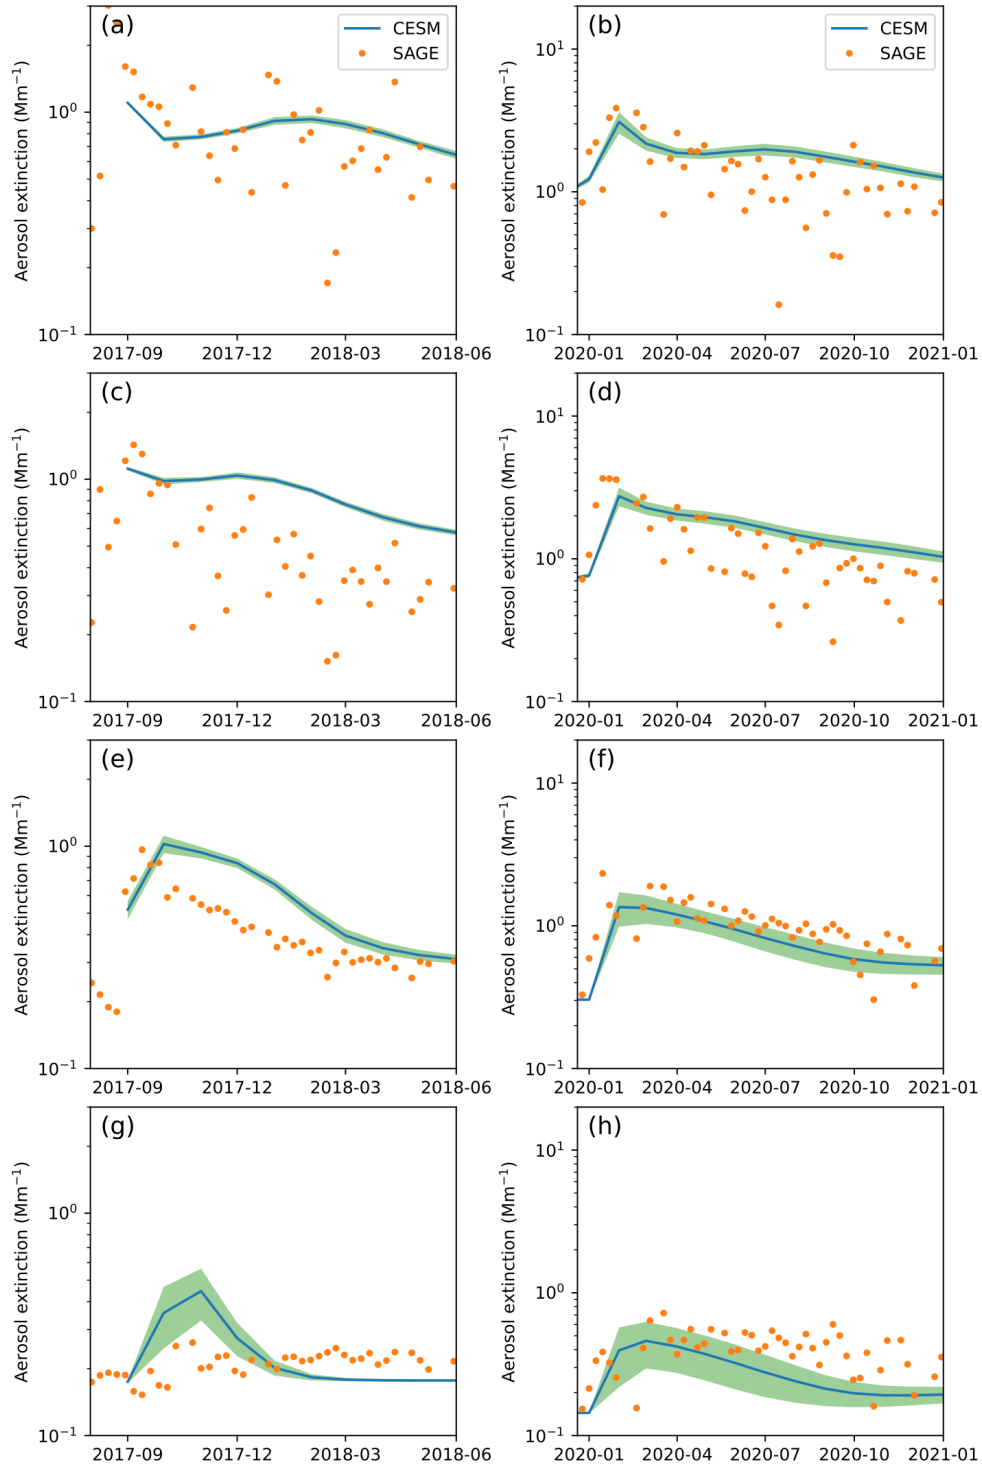 (a)
CESM
SAGE
Aerosol extinction (Mm⁻¹)
10⁰
10⁻¹
2017-09 2017-12 2018-03 2018-06
(b)
CESM
SAGE
Aerosol extinction (Mm⁻¹)
10¹
10⁰
10⁻¹
2020-01 2020-04 2020-07 2020-10 2021-01
(c)
Aerosol extinction (Mm⁻¹)
10⁰
10⁻¹
2017-09 2017-12 2018-03 2018-06
(d)
Aerosol extinction (Mm⁻¹)
10¹
10⁰
10⁻¹
2020-01 2020-04 2020-07 2020-10 2021-01
(e)
Aerosol extinction (Mm⁻¹)
10⁰
10⁻¹
2017-09 2017-12 2018-03 2018-06
(f)
Aerosol extinction (Mm⁻¹)
10¹
10⁰
10⁻¹
2020-01 2020-04 2020-07 2020-10 2021-01
(g)
Aerosol extinction (Mm⁻¹)
10⁰
10⁻¹
2017-09 2017-12 2018-03 2018-06
(h)
Aerosol extinction (Mm⁻¹)
10¹
10⁰
10⁻¹
2020-01 2020-04 2020-07 2020-10 2021-01